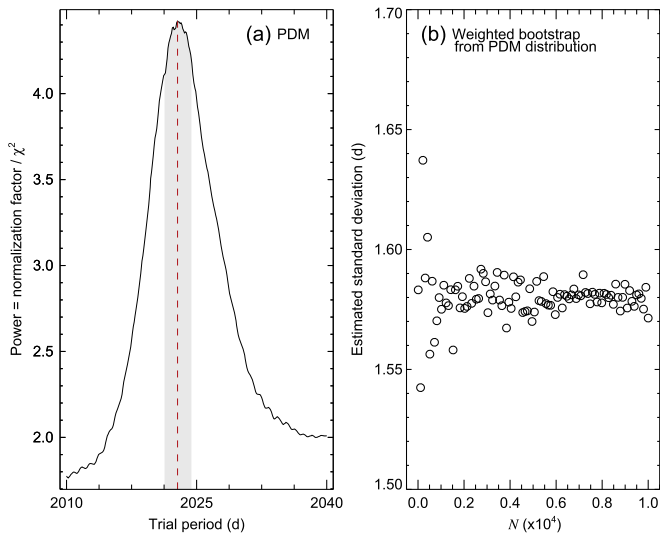 (a) PDM
Power = normalization factor / χ²
4.0
3.5
3.0
2.5
2.0
2010
2025
2040
Trial period (d)
(b) Weighted bootstrap
from PDM distribution
Estimated standard deviation (d)
1.70
1.65
1.60
1.55
1.50
0.0
0.2
0.4
0.6
0.8
1.0
N (x10⁴)